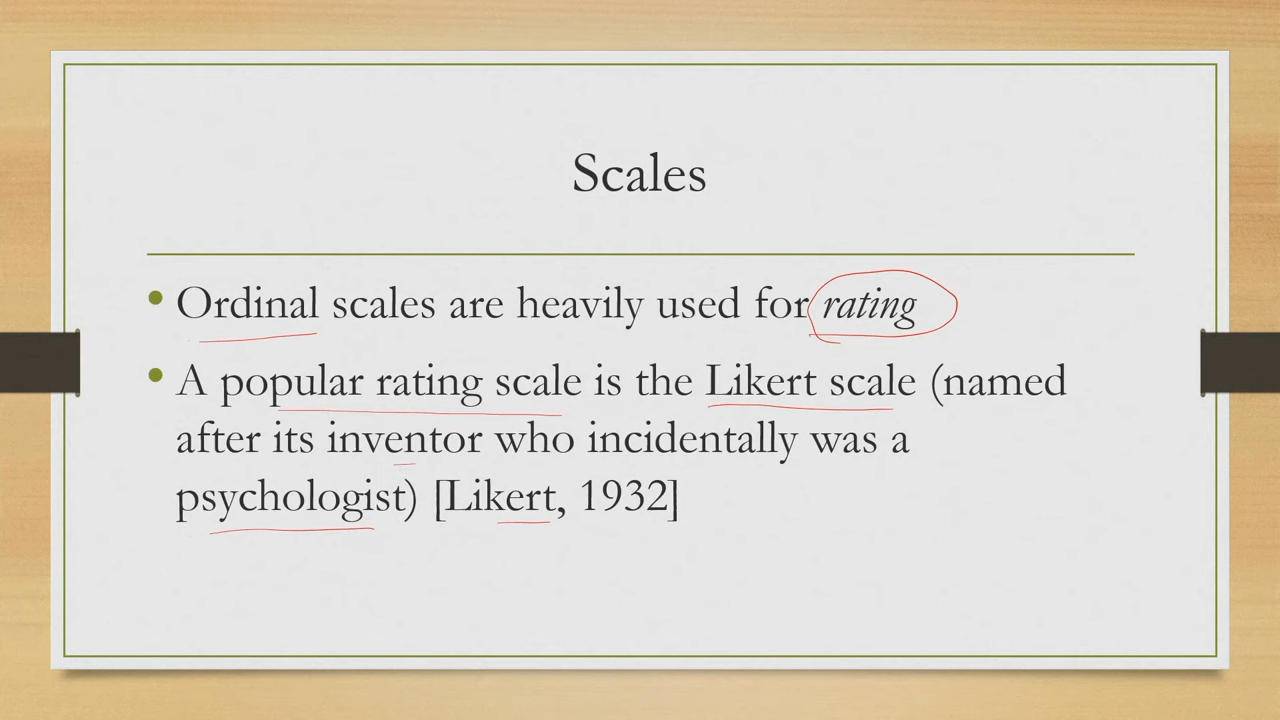 Scales
• Ordinal scales are heavily used for rating
• A popular rating scale is the Likert scale (named
after its inventor who incidentally was a
psychologist) [Likert, 1932]